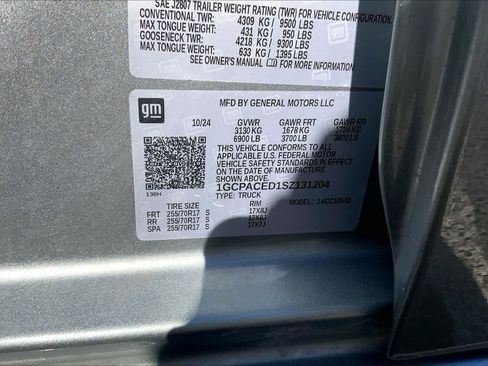 SAE J2807 TRAILER WEIGHT RATING (TWR) FOR VEHICLE CONFIGURATION.
CONVENTIONAL TWR: 4309 KG / 9500 LBS
MAX TONGUE WT: 431 KG / 950 LBS
GOOSENECK TWR: 4218 KG / 9300 LBS
MAX TONGUE WT: 633 KG / 1395 LBS
SEE OWNER'S MANUAL FOR MORE INFORMATION
gm
MFD BY GENERAL MOTORS LLC
10/24 GVWR GAWR FRT GAWR RR
3130 KG 1678 KG 1724 KG
6900 LB 3700 LB 3800 LB
THIS VEHICLE CONFORMS TO ALL
APPLICABLE U.S. FEDERAL MOTOR
VEHICLE SAFETY STANDARDS IN
EFFECT ON THE DATE OF
MANUFACTURE SHOWN ABOVE.
1GCPACED1SZ131204
TYPE: TRUCK
130H
MODEL:
TIRE SIZE RIM
FRT 255/70R17 S 17X8J
RR 255/70R17 S 17X8J
SPA 255/70R17 S 17X7J